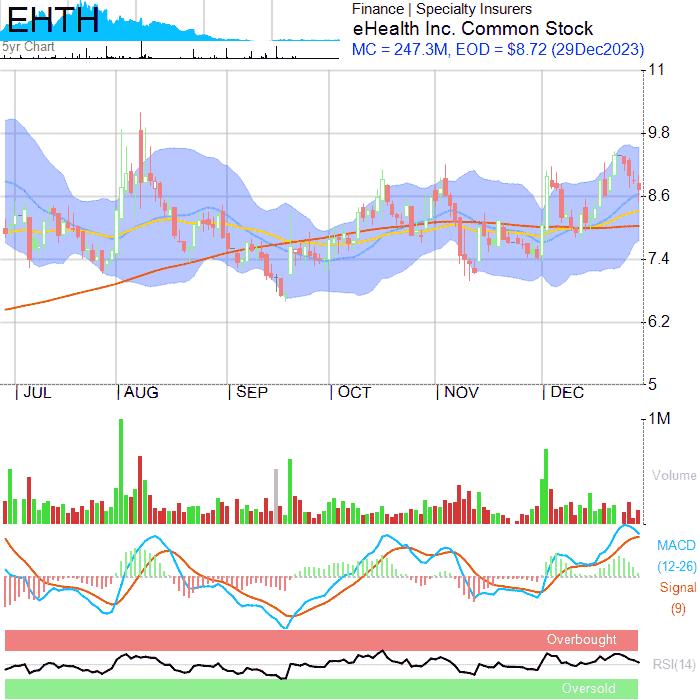 EHTH
5yr Chart
Finance | Specialty Insurers
eHealth Inc. Common Stock
MC = 247.3M, EOD = $8.72 (29Dec2023)
11
9.8
8.6
7.4
6.2
5
| JUL | AUG | SEP | OCT | NOV | DEC
1M
Volume
MACD
(12-26)
Signal
(9)
Overbought
RSI(14)
Oversold